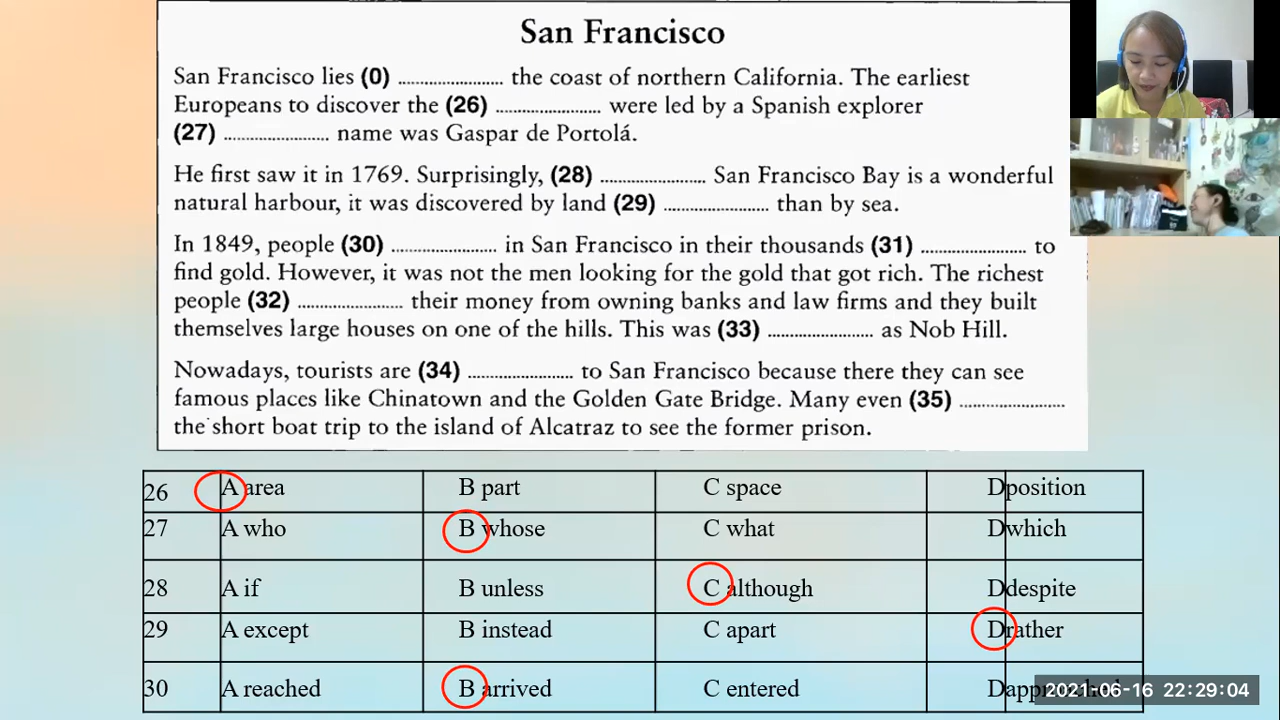 San Francisco
San Francisco lies (0) ........................ the coast of northern California. The earliest
Europeans to discover the (26) ........................ were led by a Spanish explorer
(27) ........................ name was Gaspar de Portolá.
He first saw it in 1769. Surprisingly, (28) ........................ San Francisco Bay is a wonderful
natural harbour, it was discovered by land (29) ........................ than by sea.
In 1849, people (30) ........................ in San Francisco in their thousands (31) ........................ to
find gold. However, it was not the men looking for the gold that got rich. The richest
people (32) ........................ their money from owning banks and law firms and they built
themselves large houses on one of the hills. This was (33) ........................ as Nob Hill.
Nowadays, tourists are (34) ........................ to San Francisco because there they can see
famous places like Chinatown and the Golden Gate Bridge. Many even (35) ........................
the short boat trip to the island of Alcatraz to see the former prison.
26 A area B part C space D position
27 A who B whose C what D which
28 A if B unless C although D despite
29 A except B instead C apart D rather
30 A reached B arrived C entered D
2021-06-16 22:29:04